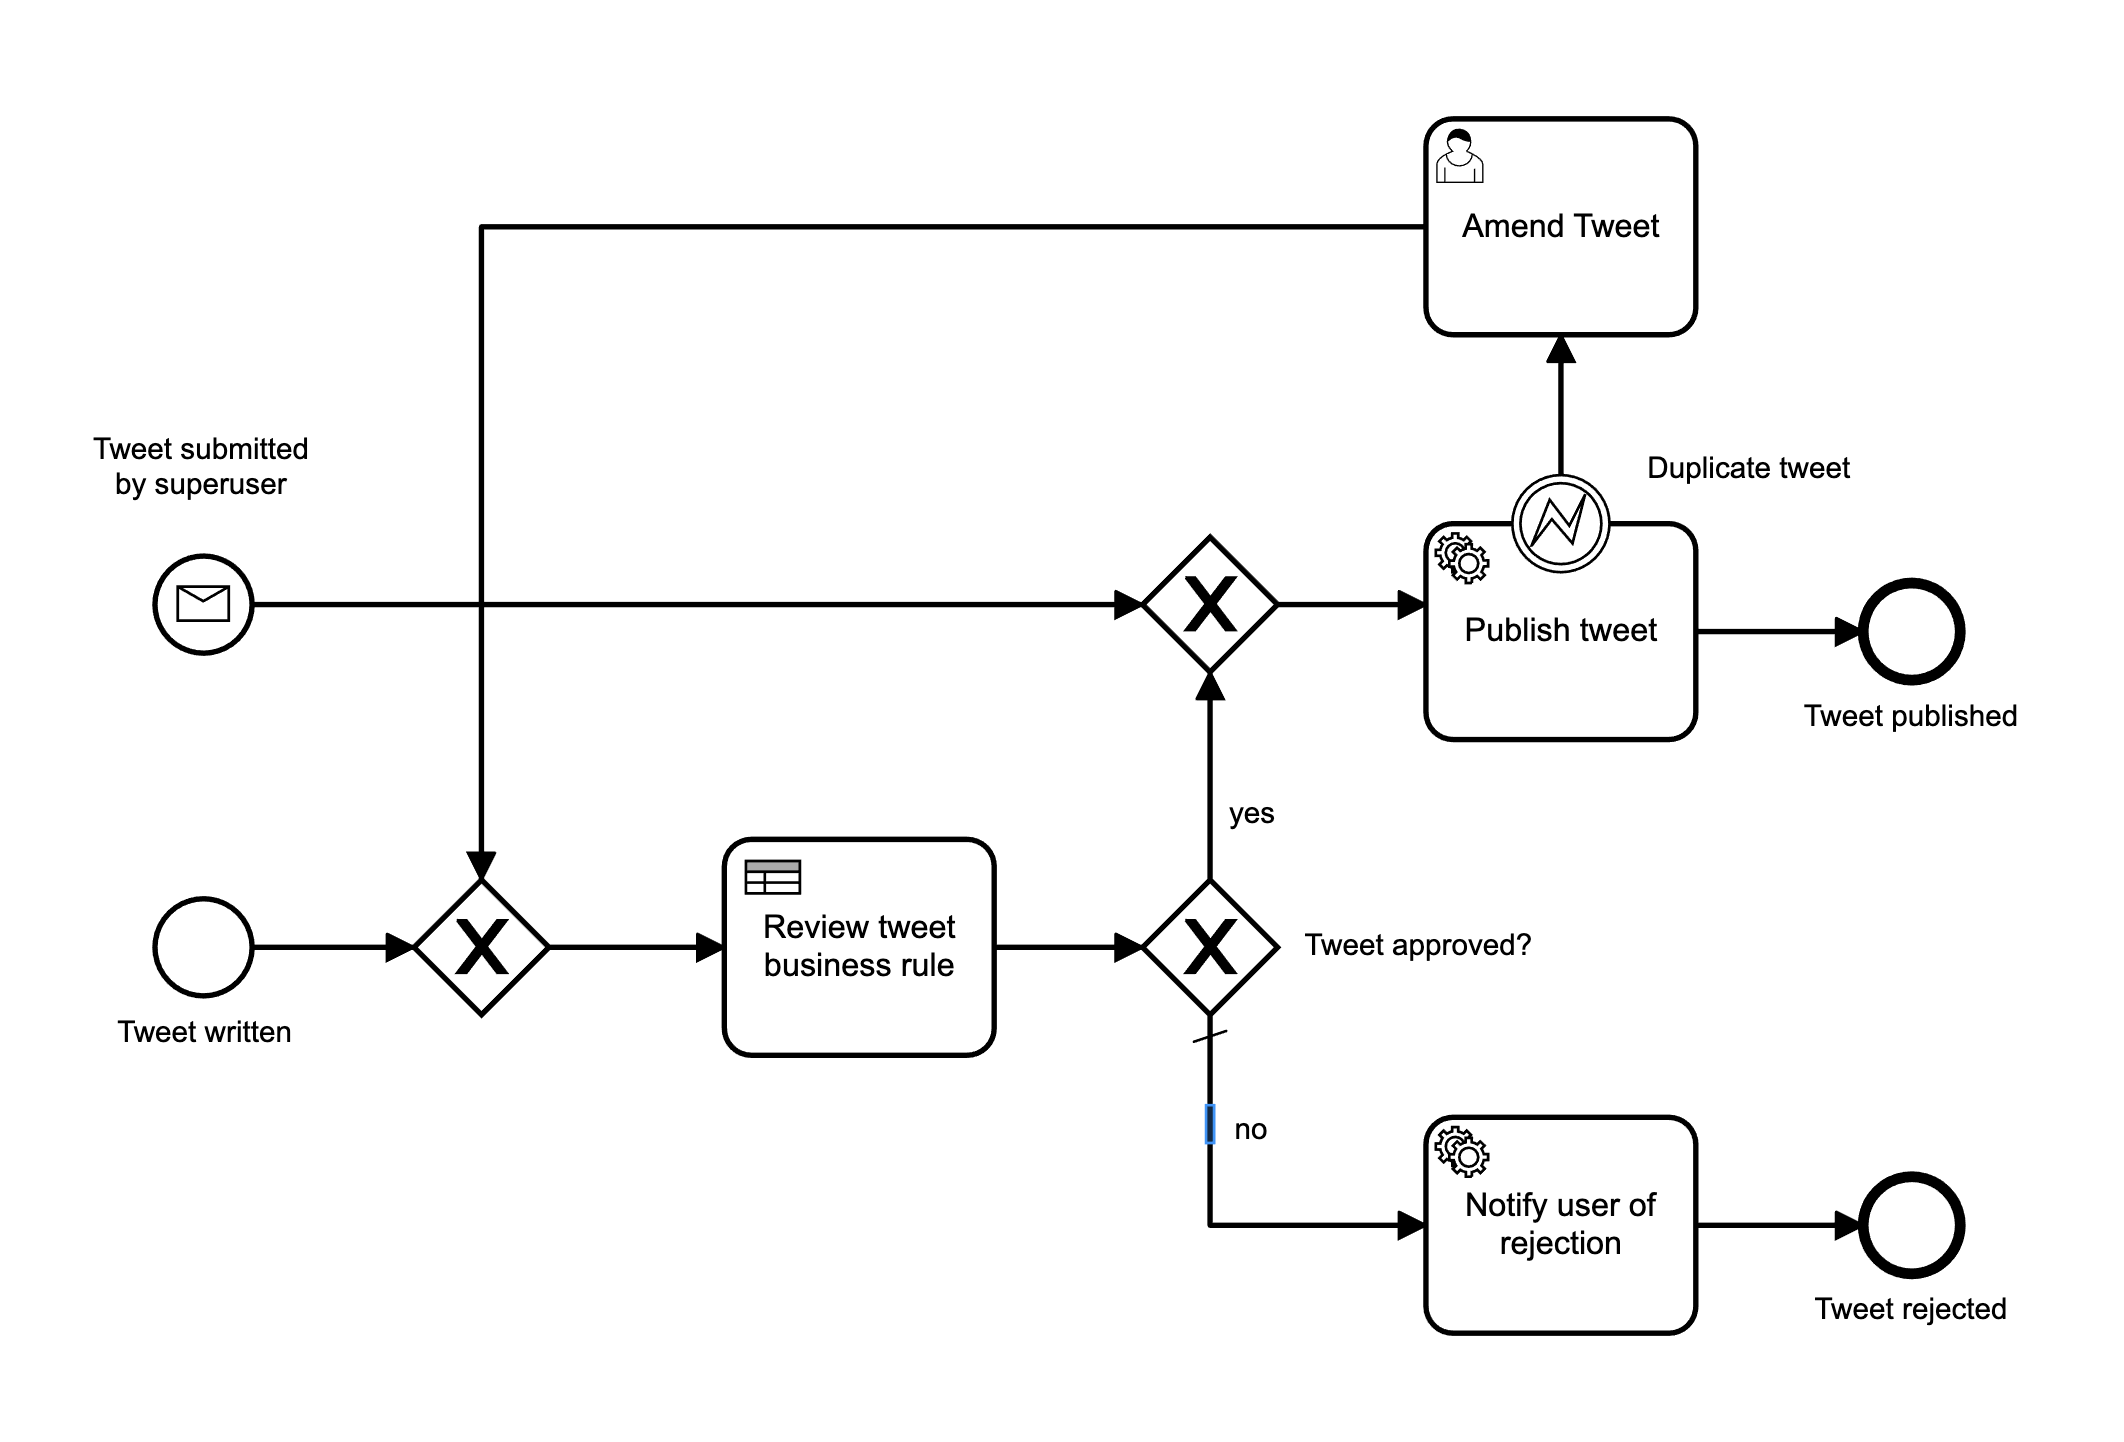 Amend Tweet
Tweet submitted
by superuser
Duplicate tweet
X
Publish tweet
Tweet published
yes
X
Review tweet
business rule
X
Tweet approved?
Tweet written
no
Notify user of
rejection
Tweet rejected